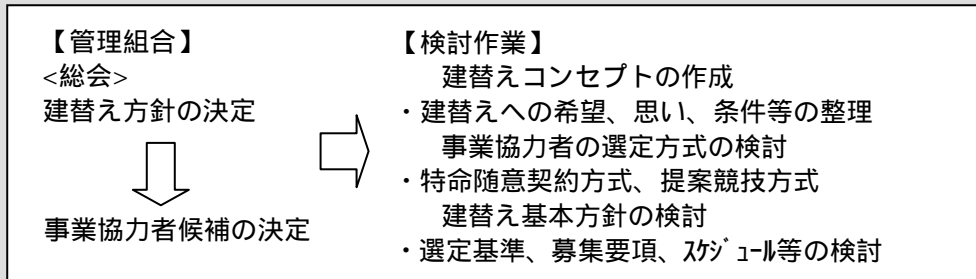 【管理組合】
<総会>
建替え方針の決定
事業協力者候補の決定
【検討作業】
建替えコンセプトの作成
・建替えへの希望、思い、条件等の整理
事業協力者の選定方式の検討
・特命随意契約方式、提案競技方式
建替え基本方針の検討
・選定基準、募集要項、スケジュール等の検討